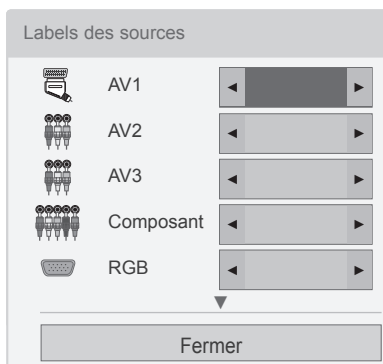 Labels des sources
AV1
AV2
AV3
Composant
RGB
Fermer